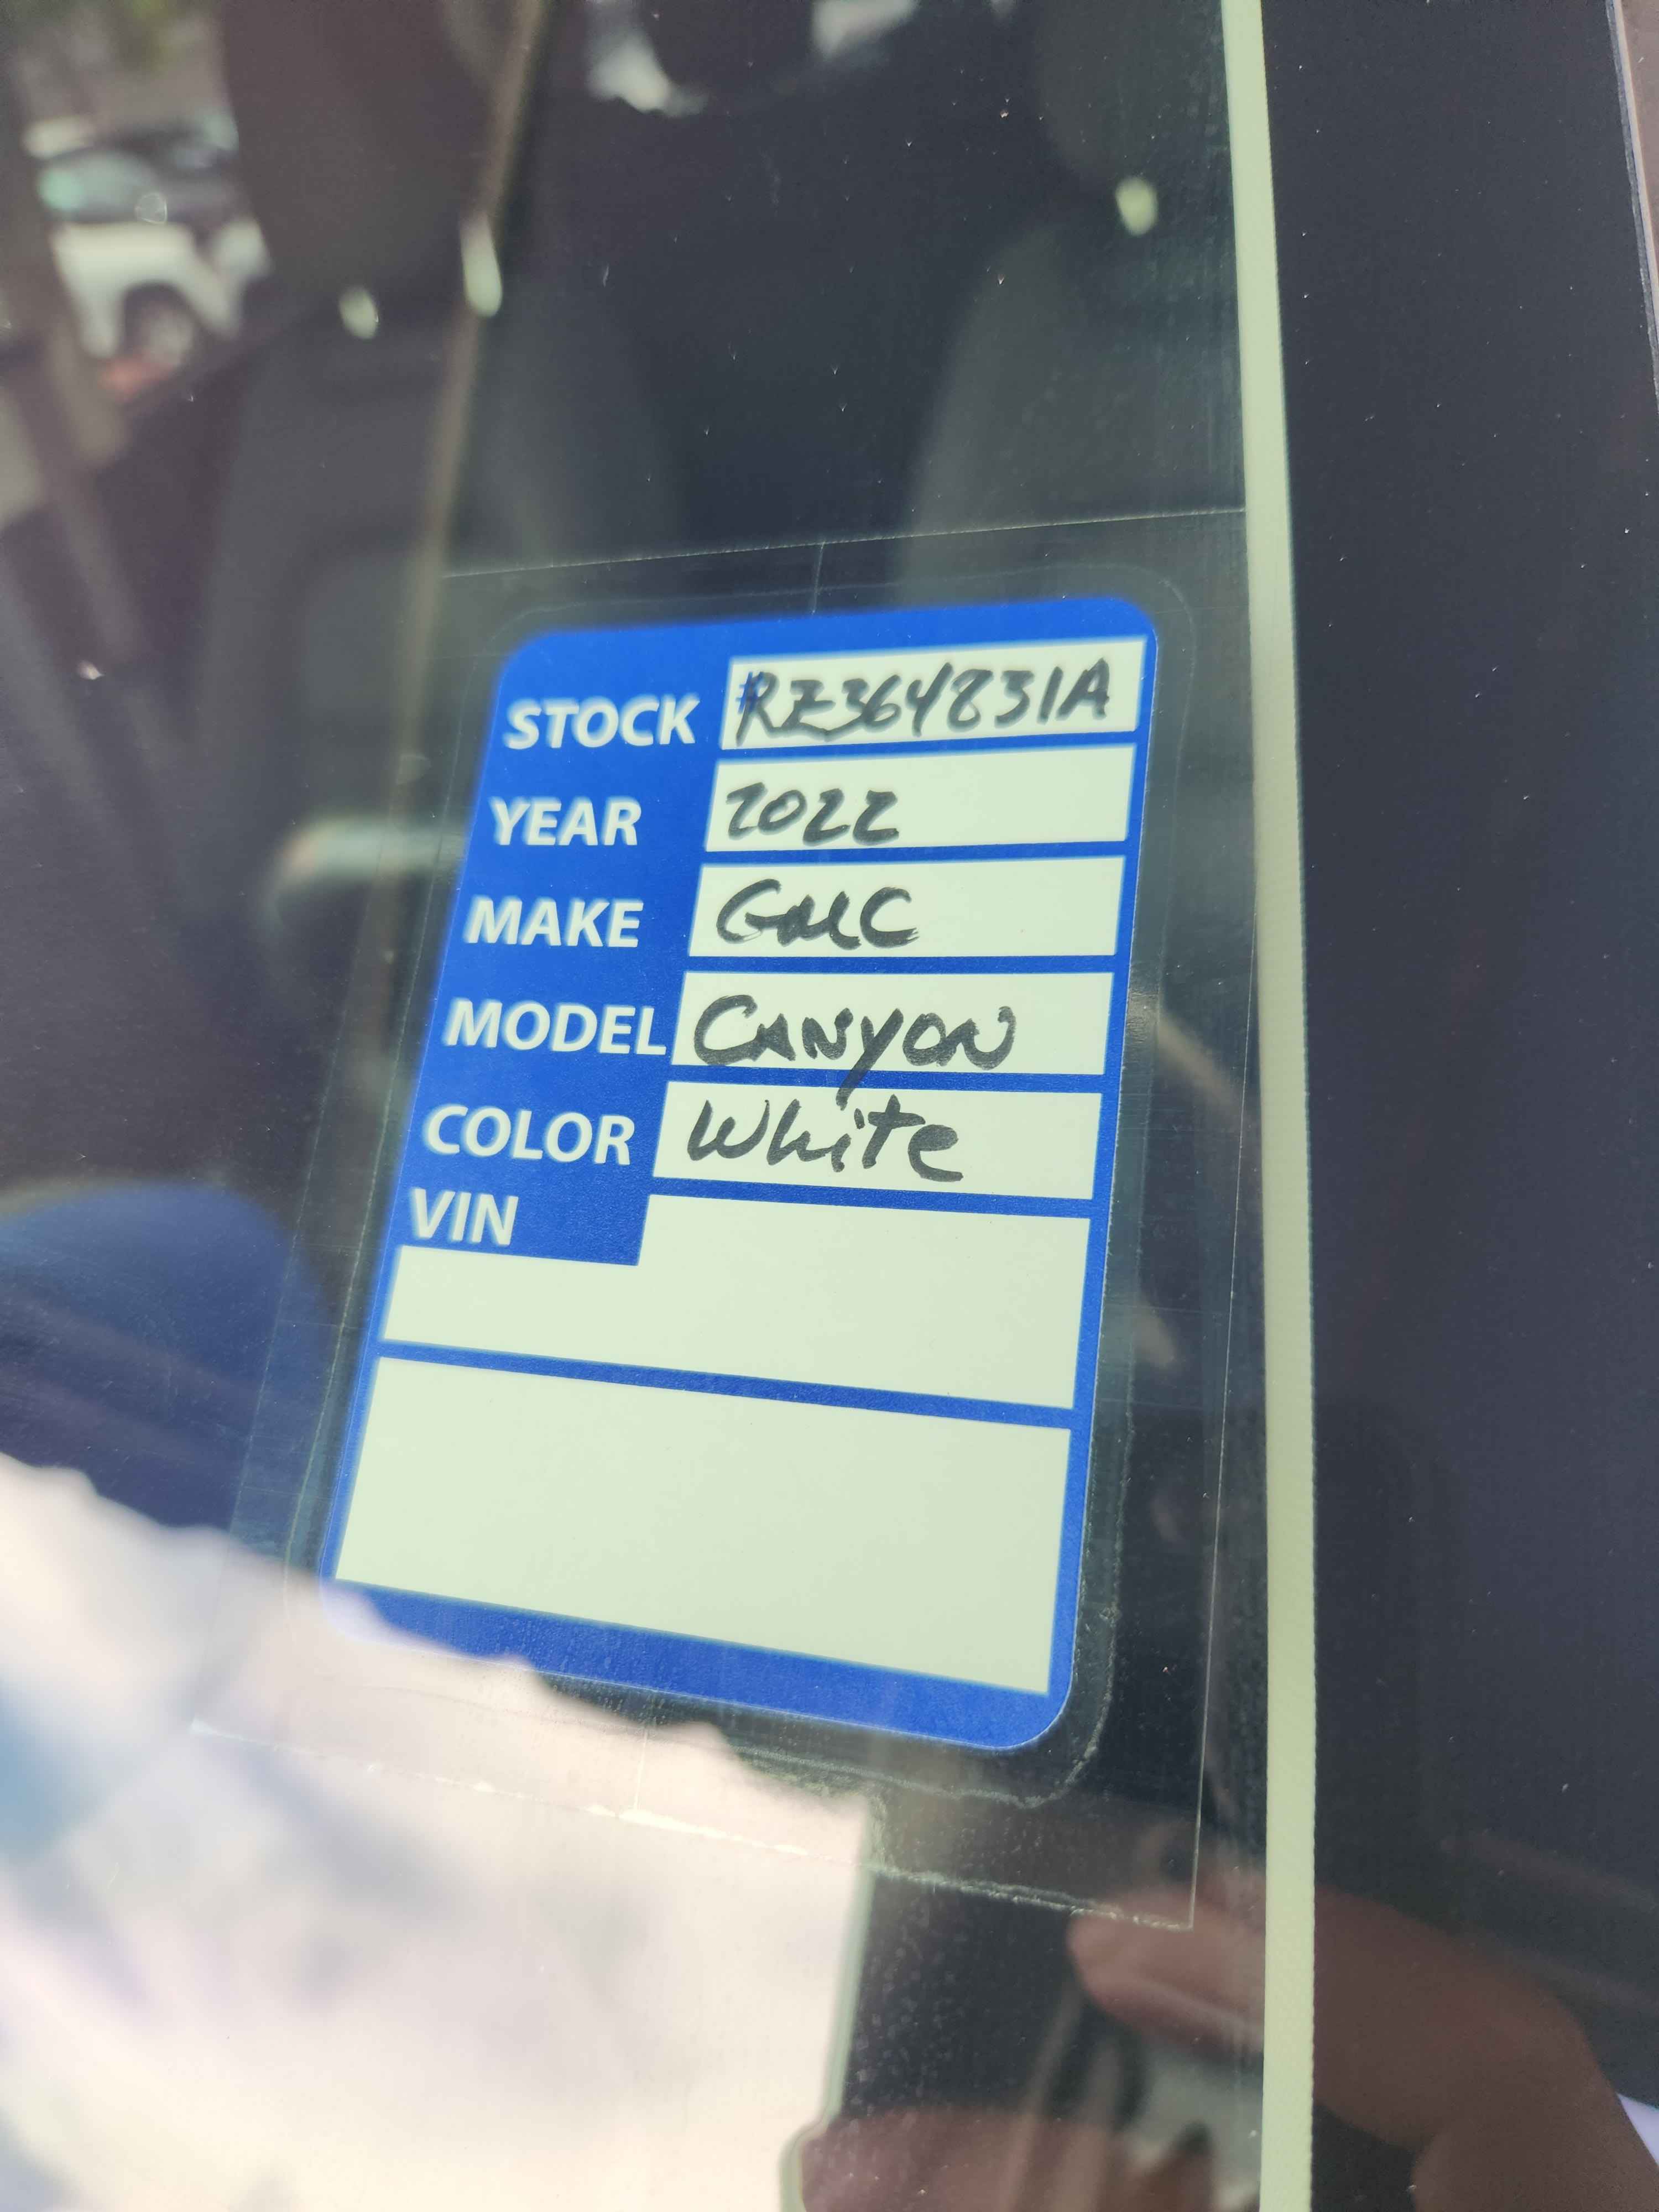 STOCK #RZ364831A
YEAR 2022
MAKE GMC
MODEL CANYON
COLOR White
VIN